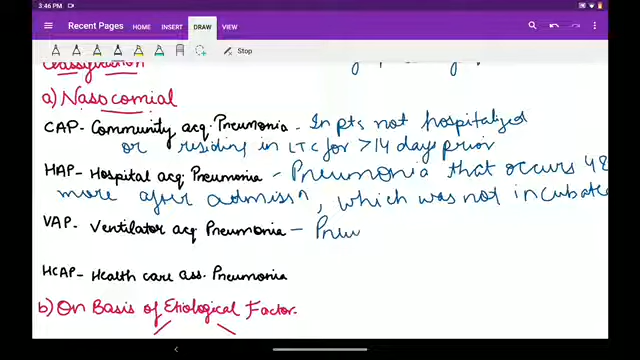 3:46 PM
Recent Pages HOME INSERT DRAW VIEW
Stop
Classification
a) Nasocomial
CAP- Community acq. Pneumonia - In pts not hospitalized
or residing in LTC for >14 days prior
HAP- Hospital acq Pneumonia - Pneumonia that occurs 48
more after admissn, which was not incubate
VAP- Ventilator acq Pneumonia - Pneu
HCAP- Health care ass. Pneumonia
b) On Basis of Etiological Factor.